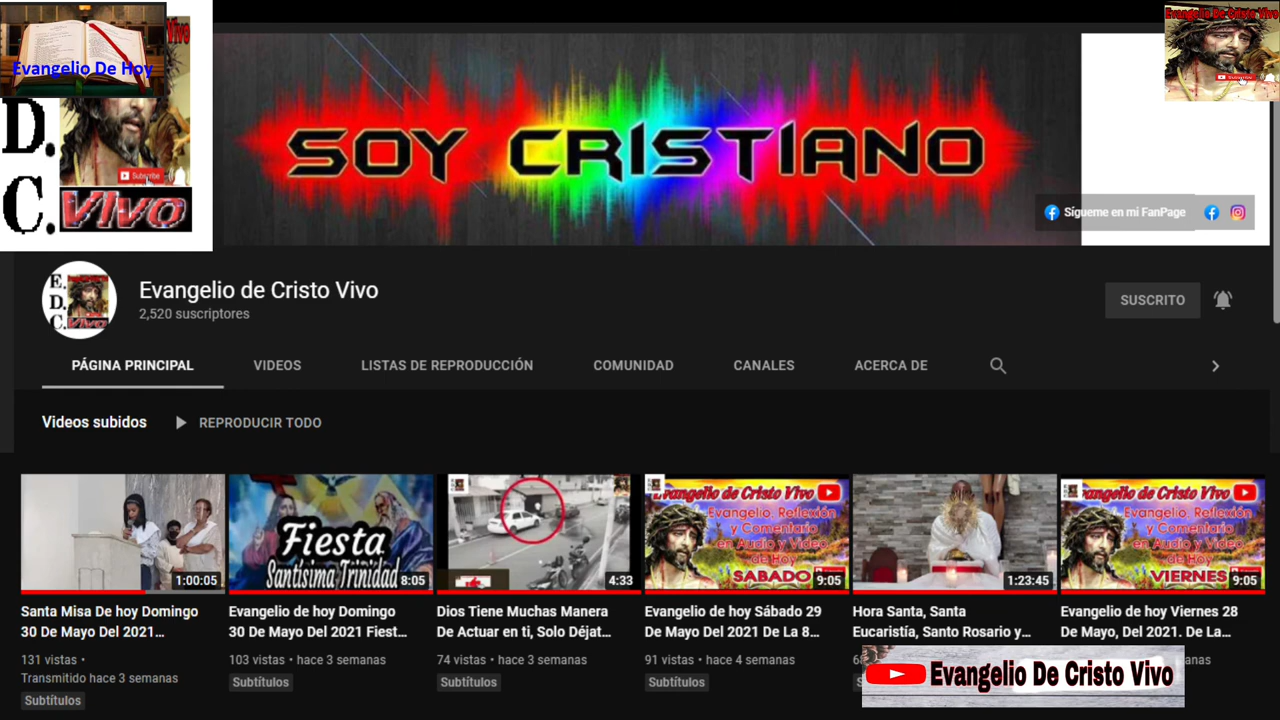 Evangelio De Hoy
Vivo
D.
C. Vivo
Subscribe
SOY CRISTIANO
Evangelio De Cristo Vivo
Sígueme en mi FanPage
E.
D.
C. Vivo
Evangelio de Cristo Vivo
2,520 suscriptores
SUSCRITO
PÁGINA PRINCIPAL VIDEOS LISTAS DE REPRODUCCIÓN COMUNIDAD CANALES ACERCA DE
Videos subidos REPRODUCIR TODO
1:00:05
Santa Misa De hoy Domingo
30 De Mayo Del 2021...
131 vistas •
Transmitido hace 3 semanas
Subtítulos
Fiesta
Santísima Trinidad
8:05
Evangelio de hoy Domingo
30 De Mayo Del 2021 Fiest...
103 vistas • hace 3 semanas
Subtítulos
4:33
Dios Tiene Muchas Manera
De Actuar en ti, Solo Déjat...
74 vistas • hace 3 semanas
Subtítulos
Evangelio de Cristo Vivo
Evangelio, Reflexión
y Comentario
en Audio y Video
de Hoy
SABADO
9:05
Evangelio de hoy Sábado 29
De Mayo Del 2021 De La 8...
91 vistas • hace 4 semanas
Subtítulos
1:23:45
Hora Santa, Santa
Eucaristía, Santo Rosario y...
Evangelio de Cristo Vivo
Evangelio, Reflexión
y Comentario
en Audio y Video
de Hoy
VIERNES
9:05
Evangelio de hoy Viernes 28
De Mayo, Del 2021. De La...
semanas
Evangelio De Cristo Vivo